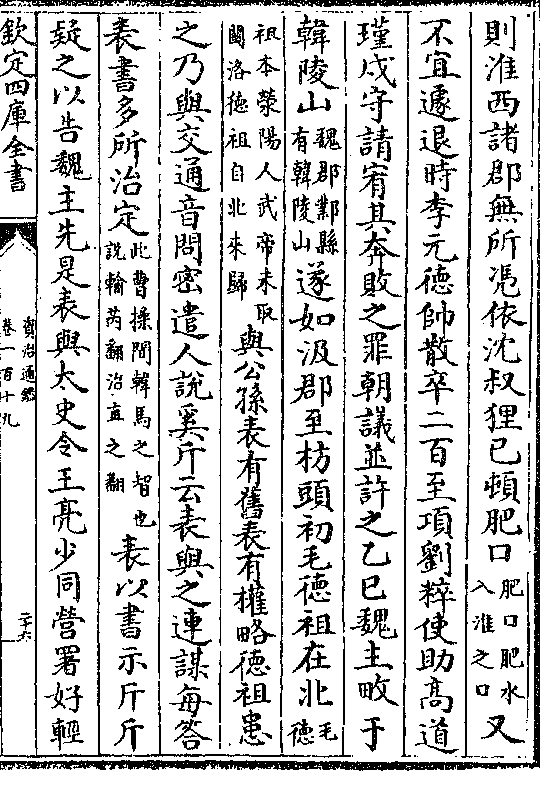 則淮西諸郡無所憑依沈叔狸已頓肥口肥口肥水入淮之口又
不宜遽退時李元德帥散卒二百至項劉粹使助高道
瑾戍守請宥其奔敗之罪朝議並許之乙巳魏主畋于
韓陵山魏郡鄴縣有韓陵山遂如汲郡至枋頭初毛德祖在北毛德
祖本滎陽人武帝未取關洛德祖自北來歸與公孫表有舊表有權略德祖患
之乃與交通音問密遣人說奚斤云表與之連謀每答
表書多所治定此曹操間韓馬之智也說輸芮翻治直之翻表以書示斤斤
疑之以告魏主先是表與太史令王亮少同營署好輕
欽定四庫全書
資治通鑑
卷一百十九
二十六